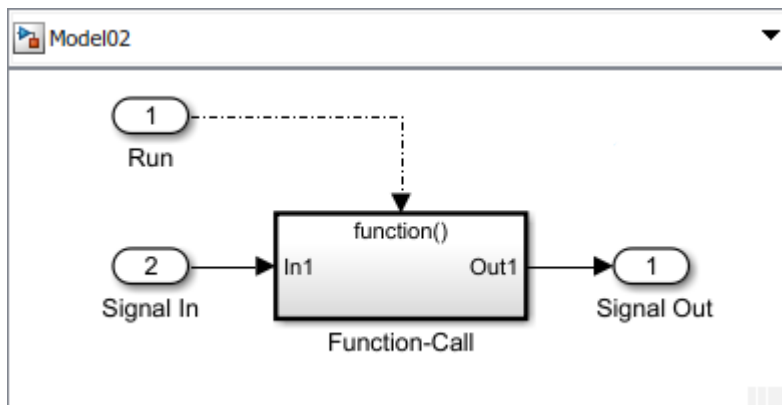 Model02
1
Run
function()
2
In1
Out1
1
Signal In
Signal Out
Function-Call